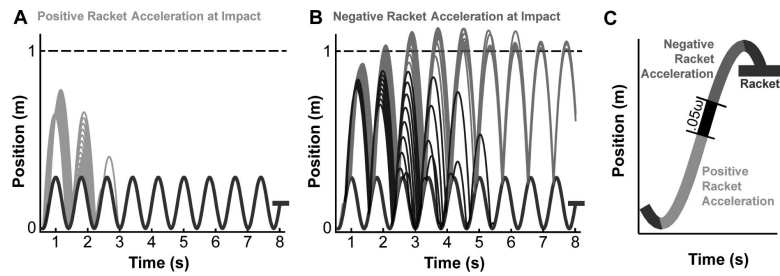 A Positive Racket Acceleration at Impact
Position (m)
1
0
1 2 3 4 5 6 7 8
Time (s)
B Negative Racket Acceleration at Impact
Position (m)
1
0
1 2 3 4 5 6 7 8
Time (s)
C
Position (m)
Negative
Racket
Acceleration
Racket
.05ω
Positive
Racket
Acceleration
Time (s)